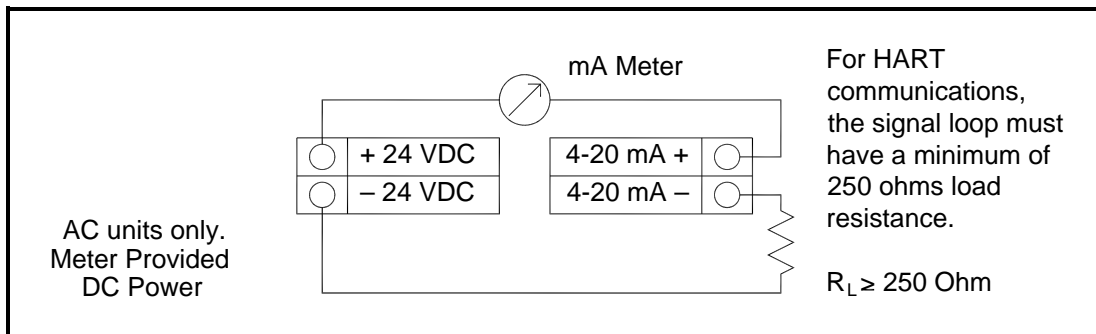 mA Meter
+ 24 VDC
– 24 VDC
4-20 mA +
4-20 mA –
AC units only.
Meter Provided
DC Power
For HART
communications,
the signal loop must
have a minimum of
250 ohms load
resistance.
RL ≥ 250 Ohm